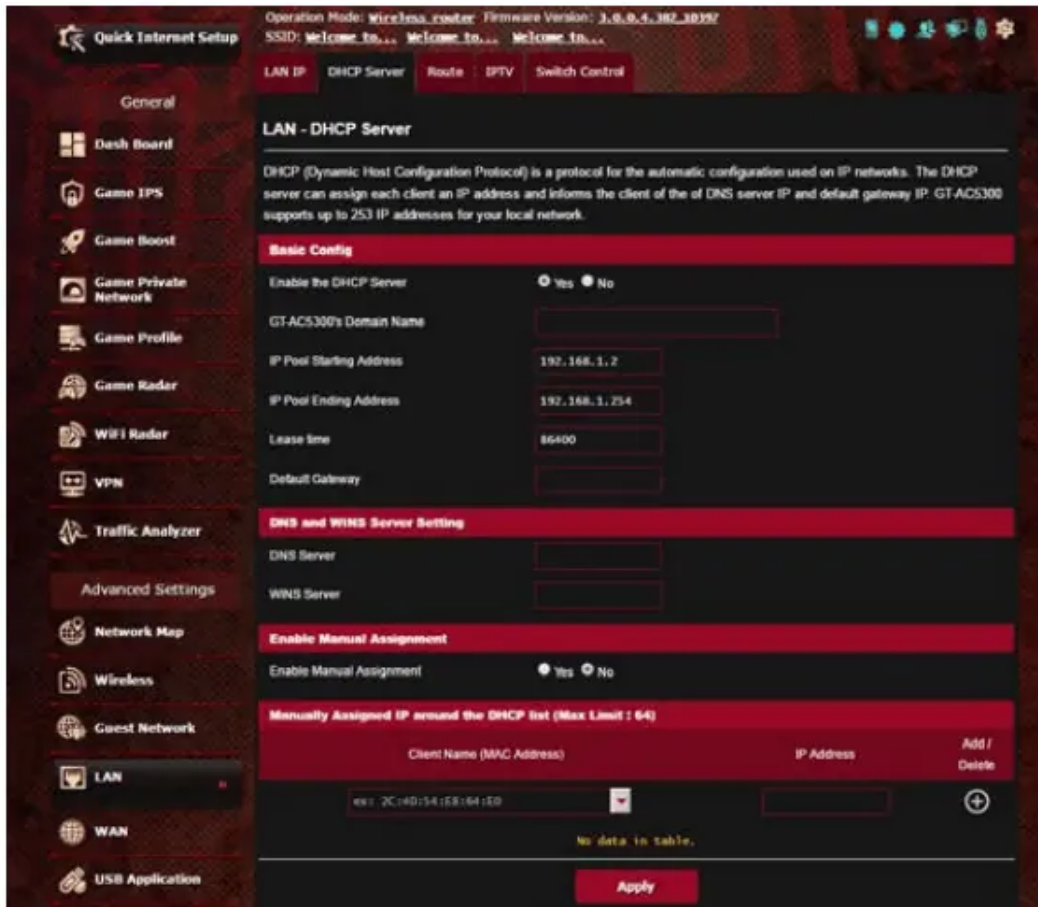 Quick Internet Setup
General
Dash Board
Game IPS
Game Boost
Game Private
Network
Game Profile
Game Radar
WiFi Radar
VPN
Traffic Analyzer
Advanced Settings
Network Map
Wireless
Guest Network
LAN
WAN
USB Application
Operation Mode: Wireless router Firmware Version: 3.0.0.4.382_10397
SSID: Welcome to... Welcome to... Welcome to...
LAN IP DHCP Server Route IPTV Switch Control
LAN - DHCP Server
DHCP (Dynamic Host Configuration Protocol) is a protocol for the automatic configuration used on IP networks. The DHCP
server can assign each client an IP address and informs the client of the of DNS server IP and default gateway IP. GT-AC5300
supports up to 253 IP addresses for your local network.
Basic Config
Enable the DHCP Server Yes No
GT-AC5300's Domain Name
IP Pool Starting Address 192.168.1.2
IP Pool Ending Address 192.168.1.254
Lease time 86400
Default Gateway
DNS and WINS Server Setting
DNS Server
WINS Server
Enable Manual Assignment
Enable Manual Assignment Yes No
Manually Assigned IP around the DHCP list (Max Limit : 64)
Client Name (MAC Address) IP Address Add /
Delete
ex: 2C:4D:54:E8:64:E0
No data in table.
Apply